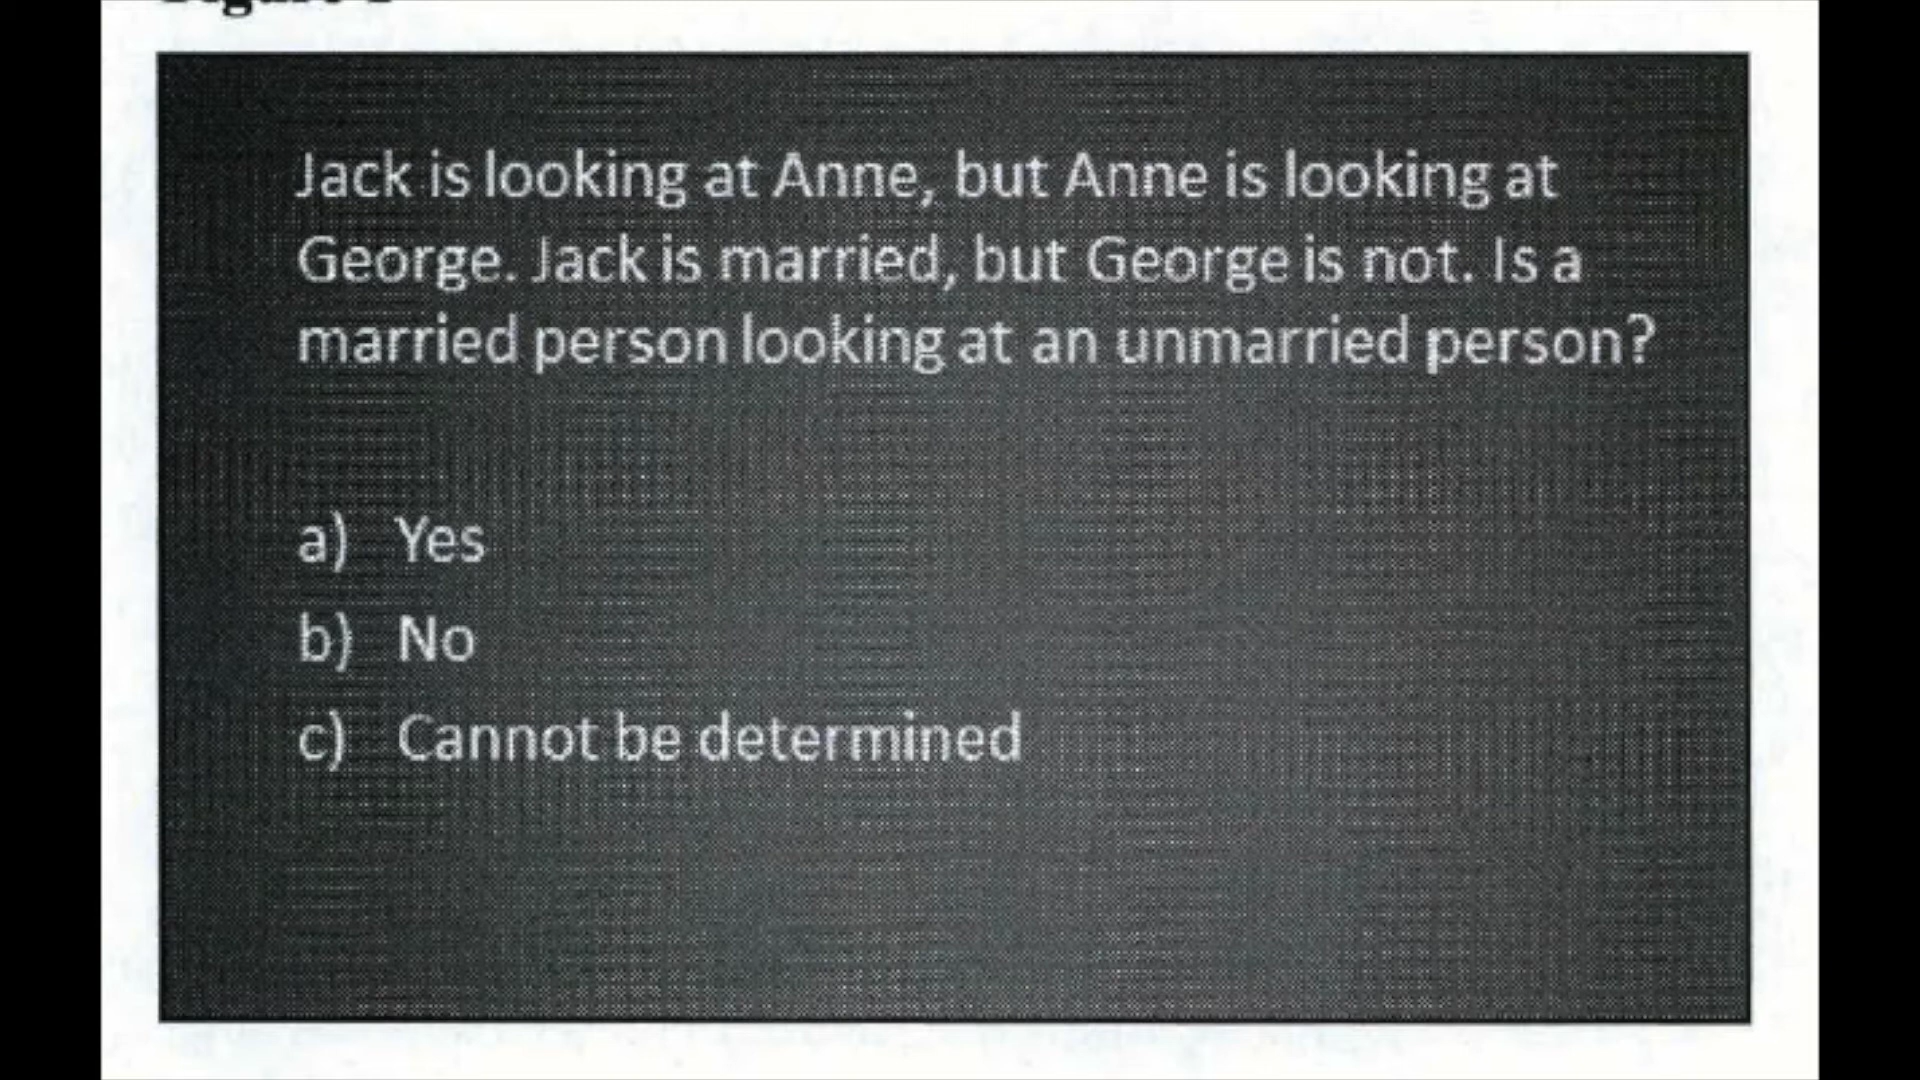 Jack is looking at Anne, but Anne is looking at
George. Jack is married, but George is not. Is a
married person looking at an unmarried person?
a) Yes
b) No
c) Cannot be determined